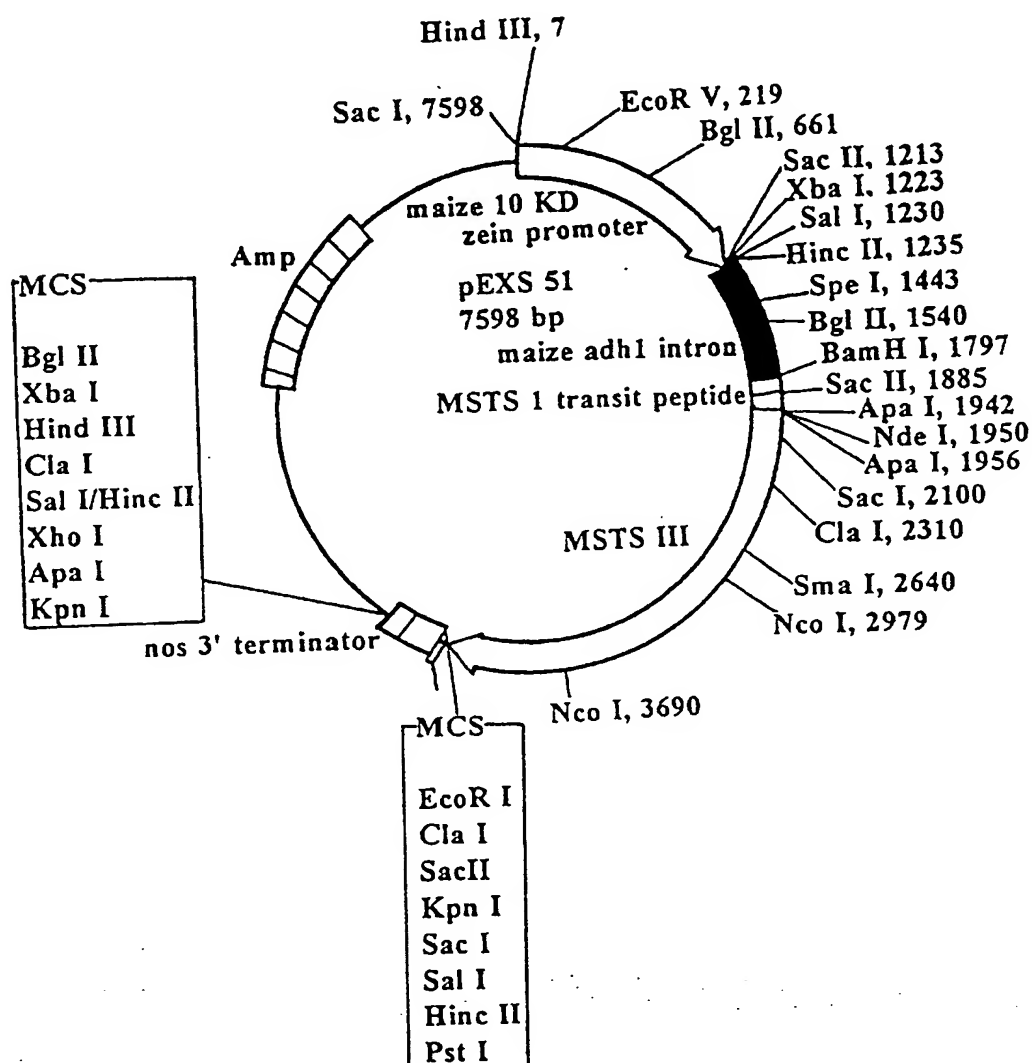 Hind III, 7
Sac I, 7598
EcoR V, 219
Bgl II, 661
Sac II, 1213
Xba I, 1223
Sal I, 1230
Hinc II, 1235
Spe I, 1443
Bgl II, 1540
BamH I, 1797
Sac II, 1885
Apa I, 1942
Nde I, 1950
Apa I, 1956
Sac I, 2100
Cla I, 2310
Sma I, 2640
Nco I, 2979
Nco I, 3690
maize 10 KD
zein promoter
pEXS 51
7598 bp
maize adh1 intron
MSTS 1 transit peptide
MSTS III
Amp
nos 3' terminator
MCS
Bgl II
Xba I
Hind III
Cla I
Sal I/Hinc II
Xho I
Apa I
Kpn I
MCS
EcoR I
Cla I
SacII
Kpn I
Sac I
Sal I
Hinc II
Pst I